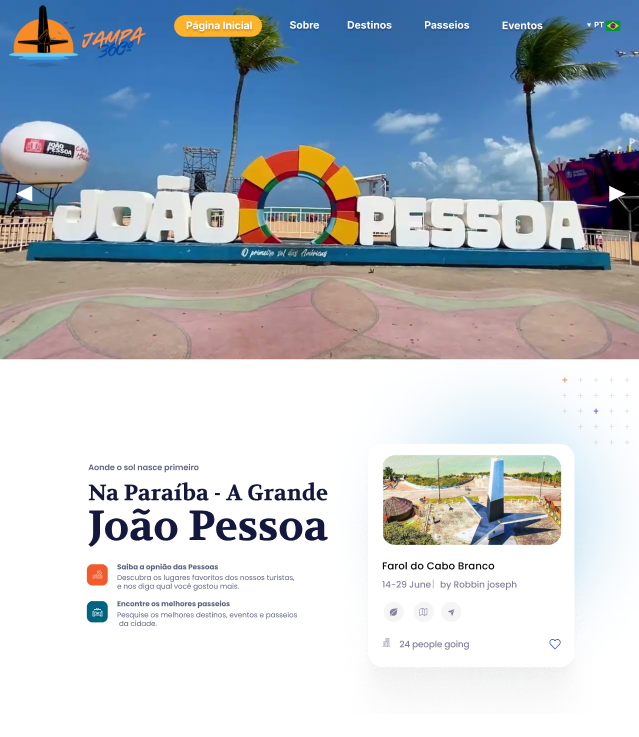 JAMPA
360º
Página Inicial
Sobre
Destinos
Passeios
Eventos
PT
JOÃO
PESSOA
JOÃO PESSOA
O primeiro sol das Américas
Aonde o sol nasce primeiro
Na Paraíba - A Grande
João Pessoa
Saiba a opnião das Pessoas
Descubra os lugares favoritos dos nossos turistas,
e nos diga qual você gostou mais.
Encontre os melhores passeios
Pesquise os melhores destinos, eventos e passeios
da cidade.
Farol do Cabo Branco
14-29 June| by Robbin joseph
24 people going